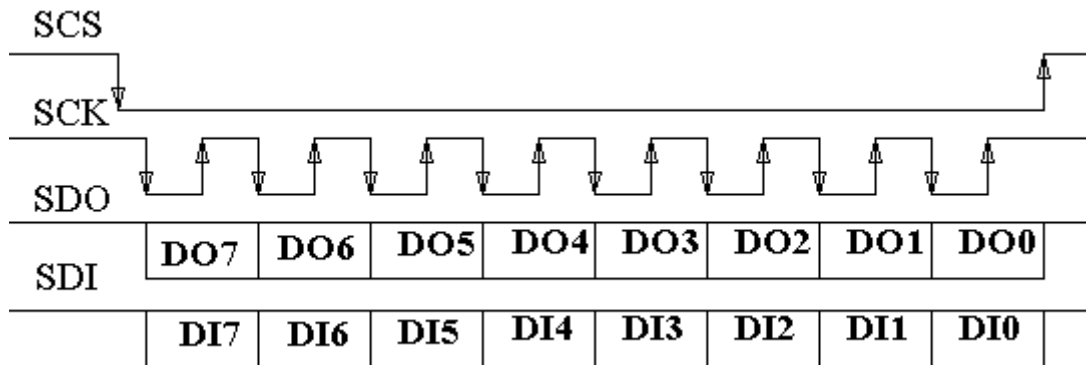 SCS
SCK
SDO
DO7 DO6 DO5 DO4 DO3 DO2 DO1 DO0
SDI
DI7 DI6 DI5 DI4 DI3 DI2 DI1 DI0